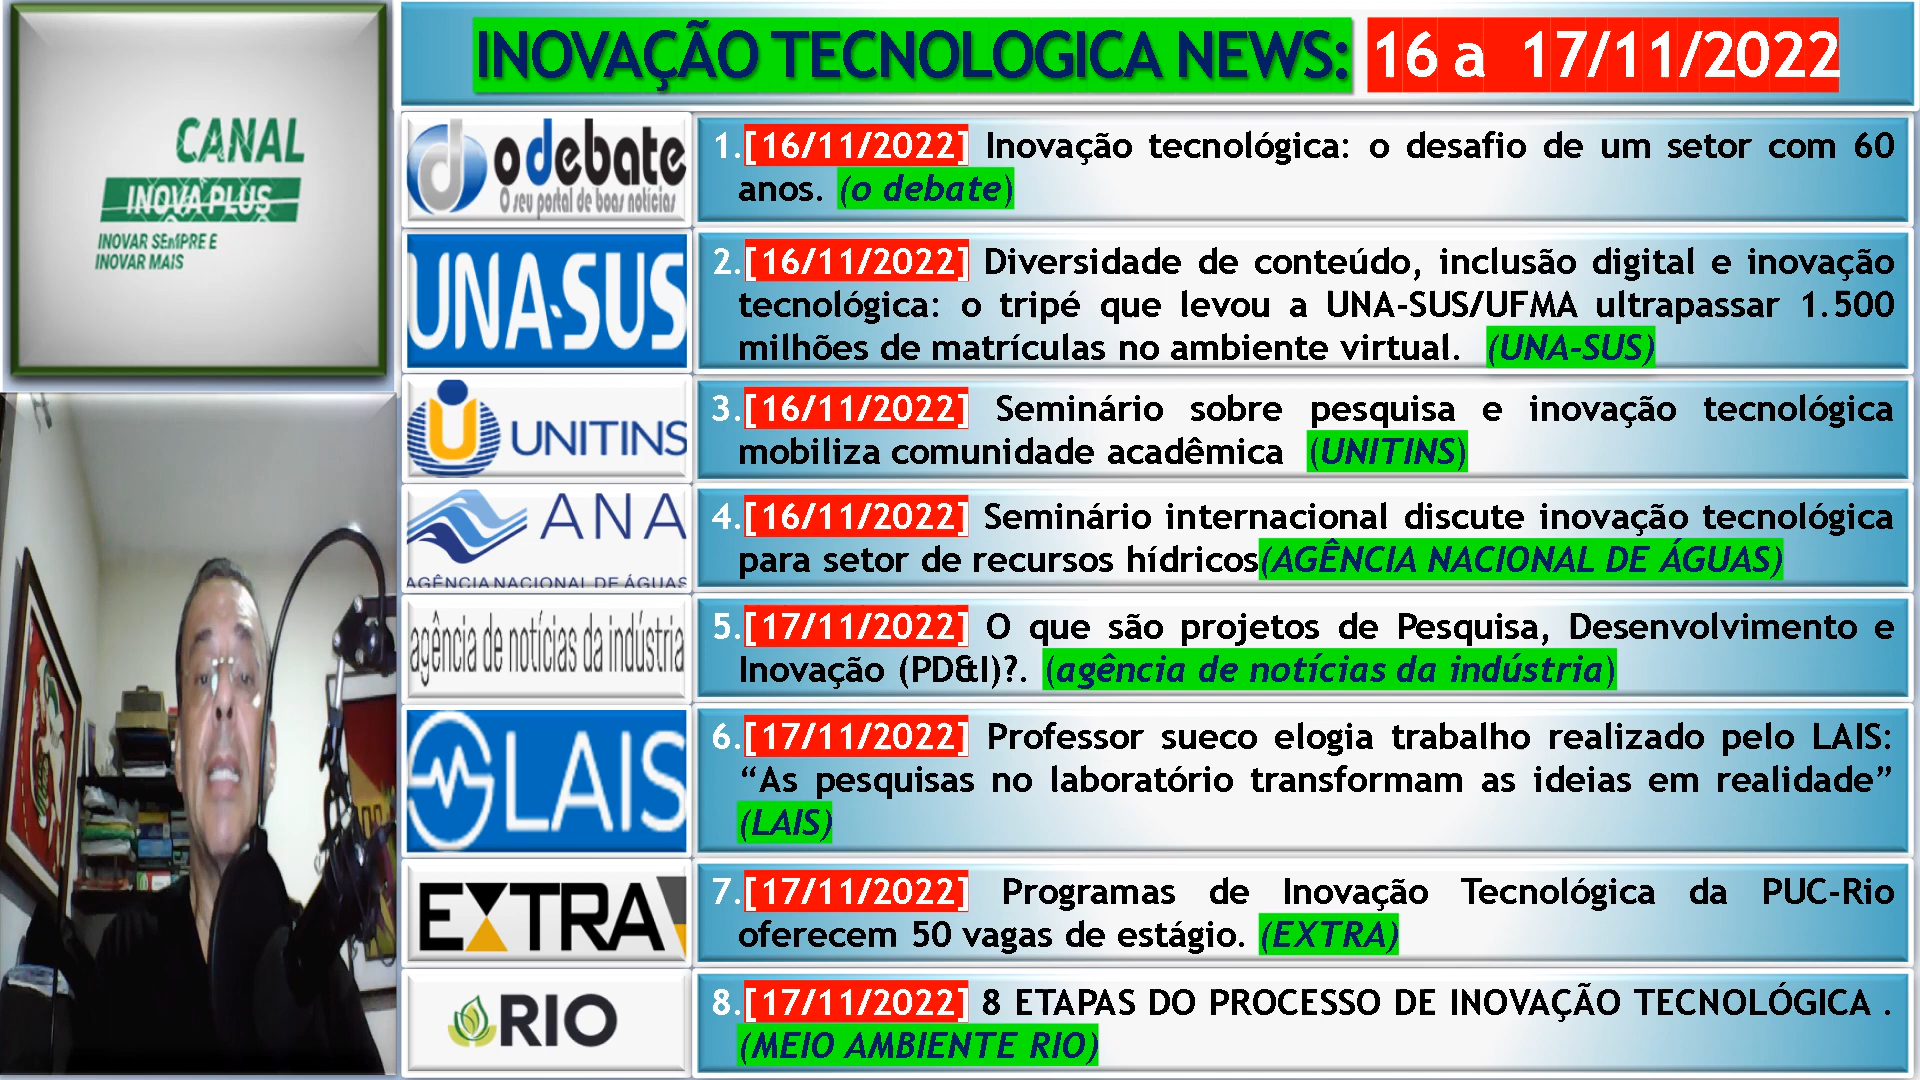 CANAL
INOVA PLUS
INOVAR SEMPRE E
INOVAR MAIS
INOVAÇÃO TECNOLOGICA NEWS: 16 a 17/11/2022
o debate
O seu portal de boas notícias
1.[16/11/2022] Inovação tecnológica: o desafio de um setor com 60
anos. (o debate)
UNA-SUS
2.[16/11/2022] Diversidade de conteúdo, inclusão digital e inovação
tecnológica: o tripé que levou a UNA-SUS/UFMA ultrapassar 1.500
milhões de matrículas no ambiente virtual. (UNA-SUS)
UNITINS
3.[16/11/2022] Seminário sobre pesquisa e inovação tecnológica
mobiliza comunidade acadêmica (UNITINS)
ANA
AGÊNCIA NACIONAL DE ÁGUAS
4.[16/11/2022] Seminário internacional discute inovação tecnológica
para setor de recursos hídricos(AGÊNCIA NACIONAL DE ÁGUAS)
agência de notícias da indústria
5.[17/11/2022] O que são projetos de Pesquisa, Desenvolvimento e
Inovação (PD&I)?. (agência de notícias da indústria)
LAIS
6.[17/11/2022] Professor sueco elogia trabalho realizado pelo LAIS:
“As pesquisas no laboratório transformam as ideias em realidade”
(LAIS)
EXTRA
7.[17/11/2022] Programas de Inovação Tecnológica da PUC-Rio
oferecem 50 vagas de estágio. (EXTRA)
RIO
8.[17/11/2022] 8 ETAPAS DO PROCESSO DE INOVAÇÃO TECNOLÓGICA .
(MEIO AMBIENTE RIO)